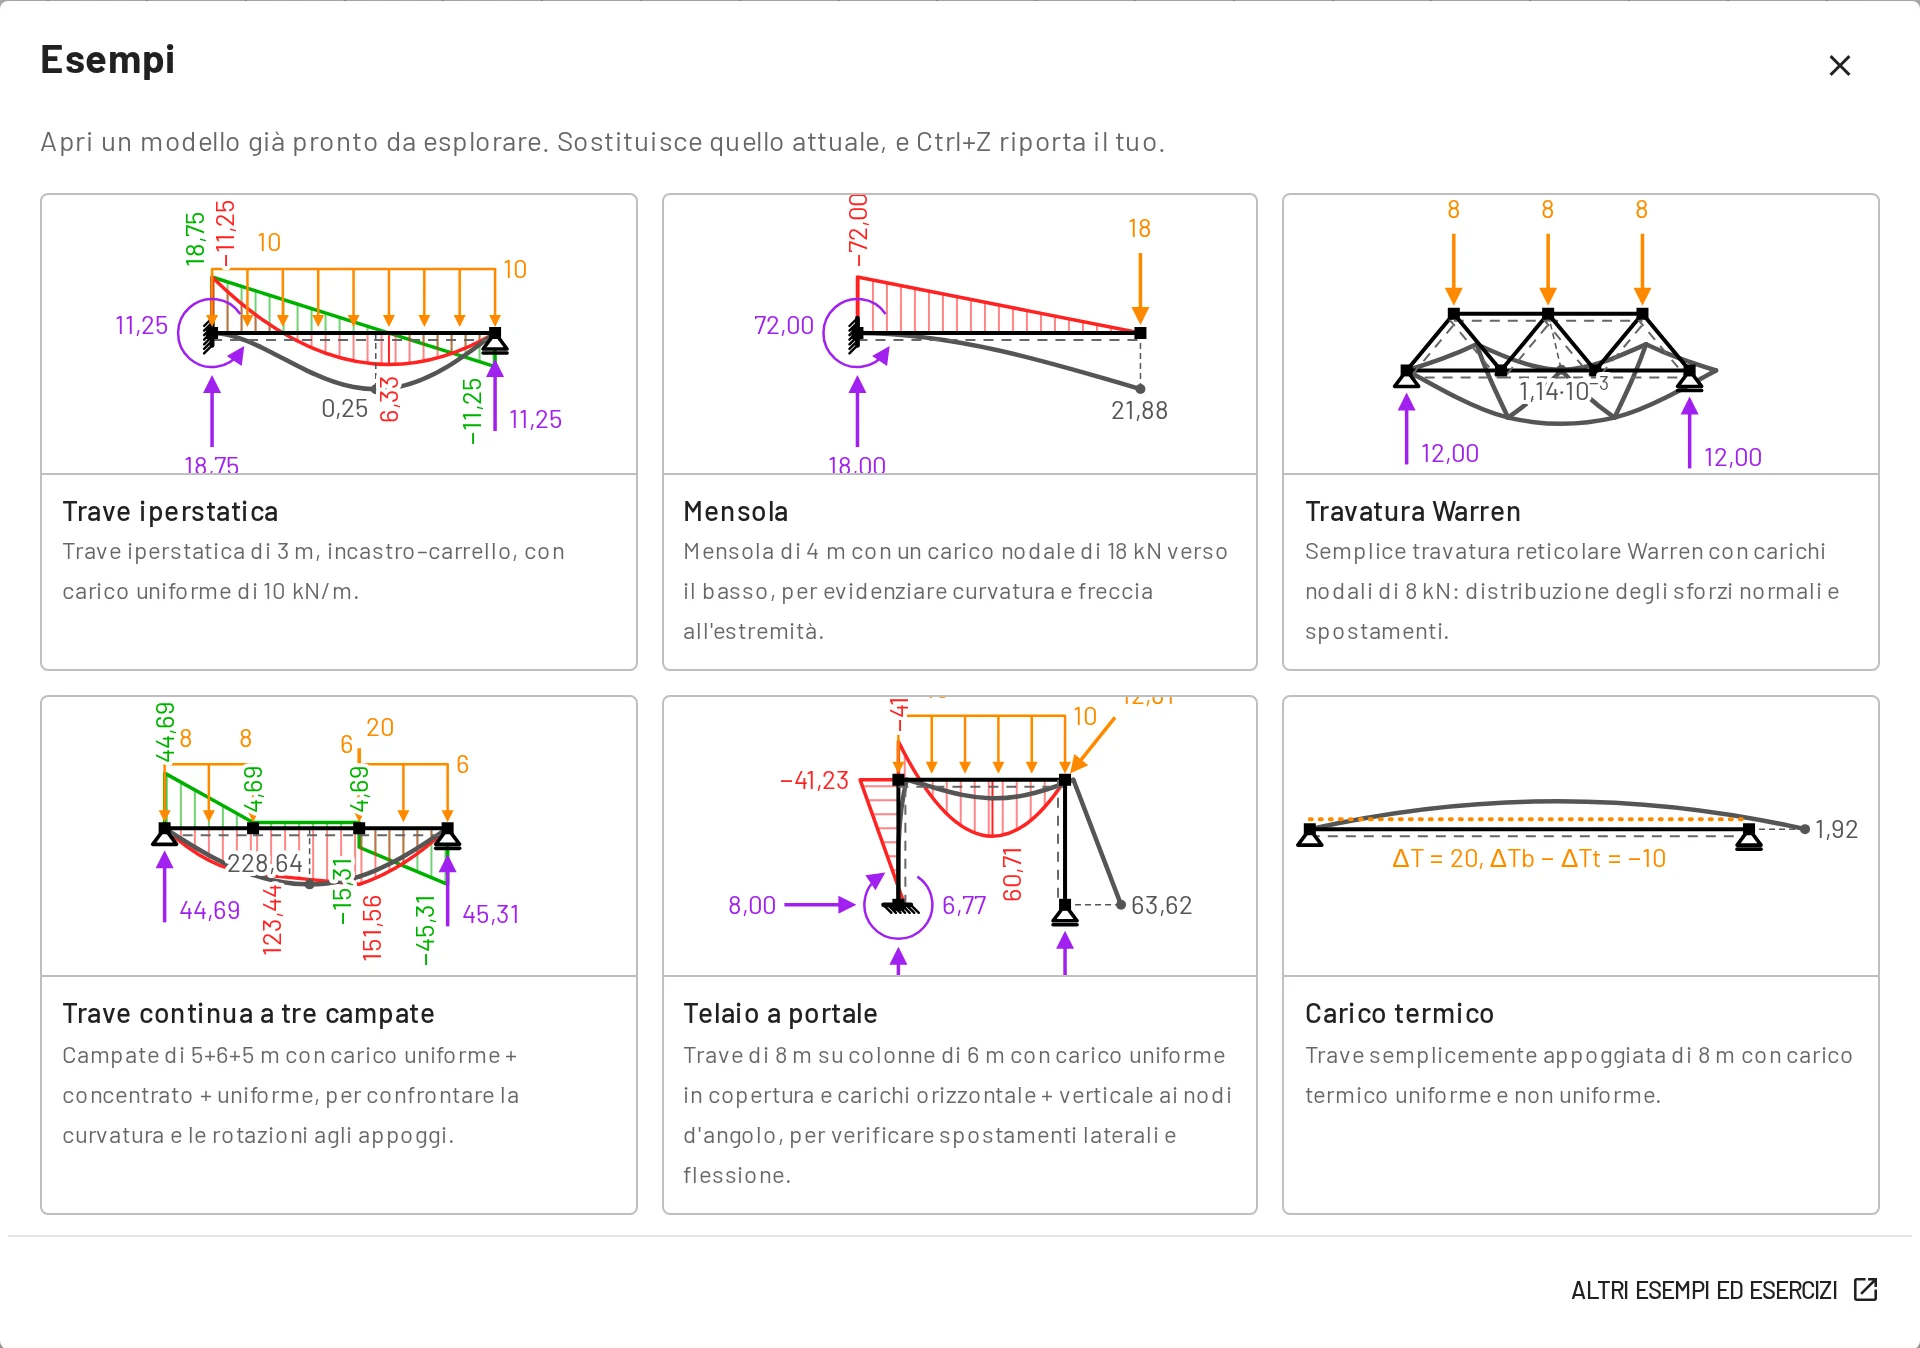 Esempi
Apri un modello già pronto da esplorare. Sostituisce quello attuale, e Ctrl+Z riporta il tuo.
18,75
−11,25
10
10
11,25
0,25
6,33
−11,25
11,25
18,75
Trave iperstatica
Trave iperstatica di 3 m, incastro–carrello, con
carico uniforme di 10 kN/m.
−72,00
18
72,00
21,88
18,00
Mensola
Mensola di 4 m con un carico nodale di 18 kN verso
il basso, per evidenziare curvatura e freccia
all'estremità.
8
8
8
1,14·10⁻³
12,00
12,00
Travatura Warren
Semplice travatura reticolare Warren con carichi
nodali di 8 kN: distribuzione degli sforzi normali e
spostamenti.
44,69
8
8
6
20
6
4,69
4,69
228,64
44,69
123,44
−15,31
151,56
−45,31
45,31
Trave continua a tre campate
Campate di 5+6+5 m con carico uniforme +
concentrato + uniforme, per confrontare la
curvatura e le rotazioni agli appoggi.
−41
10
−41,23
8,00
6,77
60,71
63,62
Telaio a portale
Trave di 8 m su colonne di 6 m con carico uniforme
in copertura e carichi orizzontale + verticale ai nodi
d'angolo, per verificare spostamenti laterali e
flessione.
1,92
ΔT = 20, ΔTb − ΔTt = −10
Carico termico
Trave semplicemente appoggiata di 8 m con carico
termico uniforme e non uniforme.
ALTRI ESEMPI ED ESERCIZI